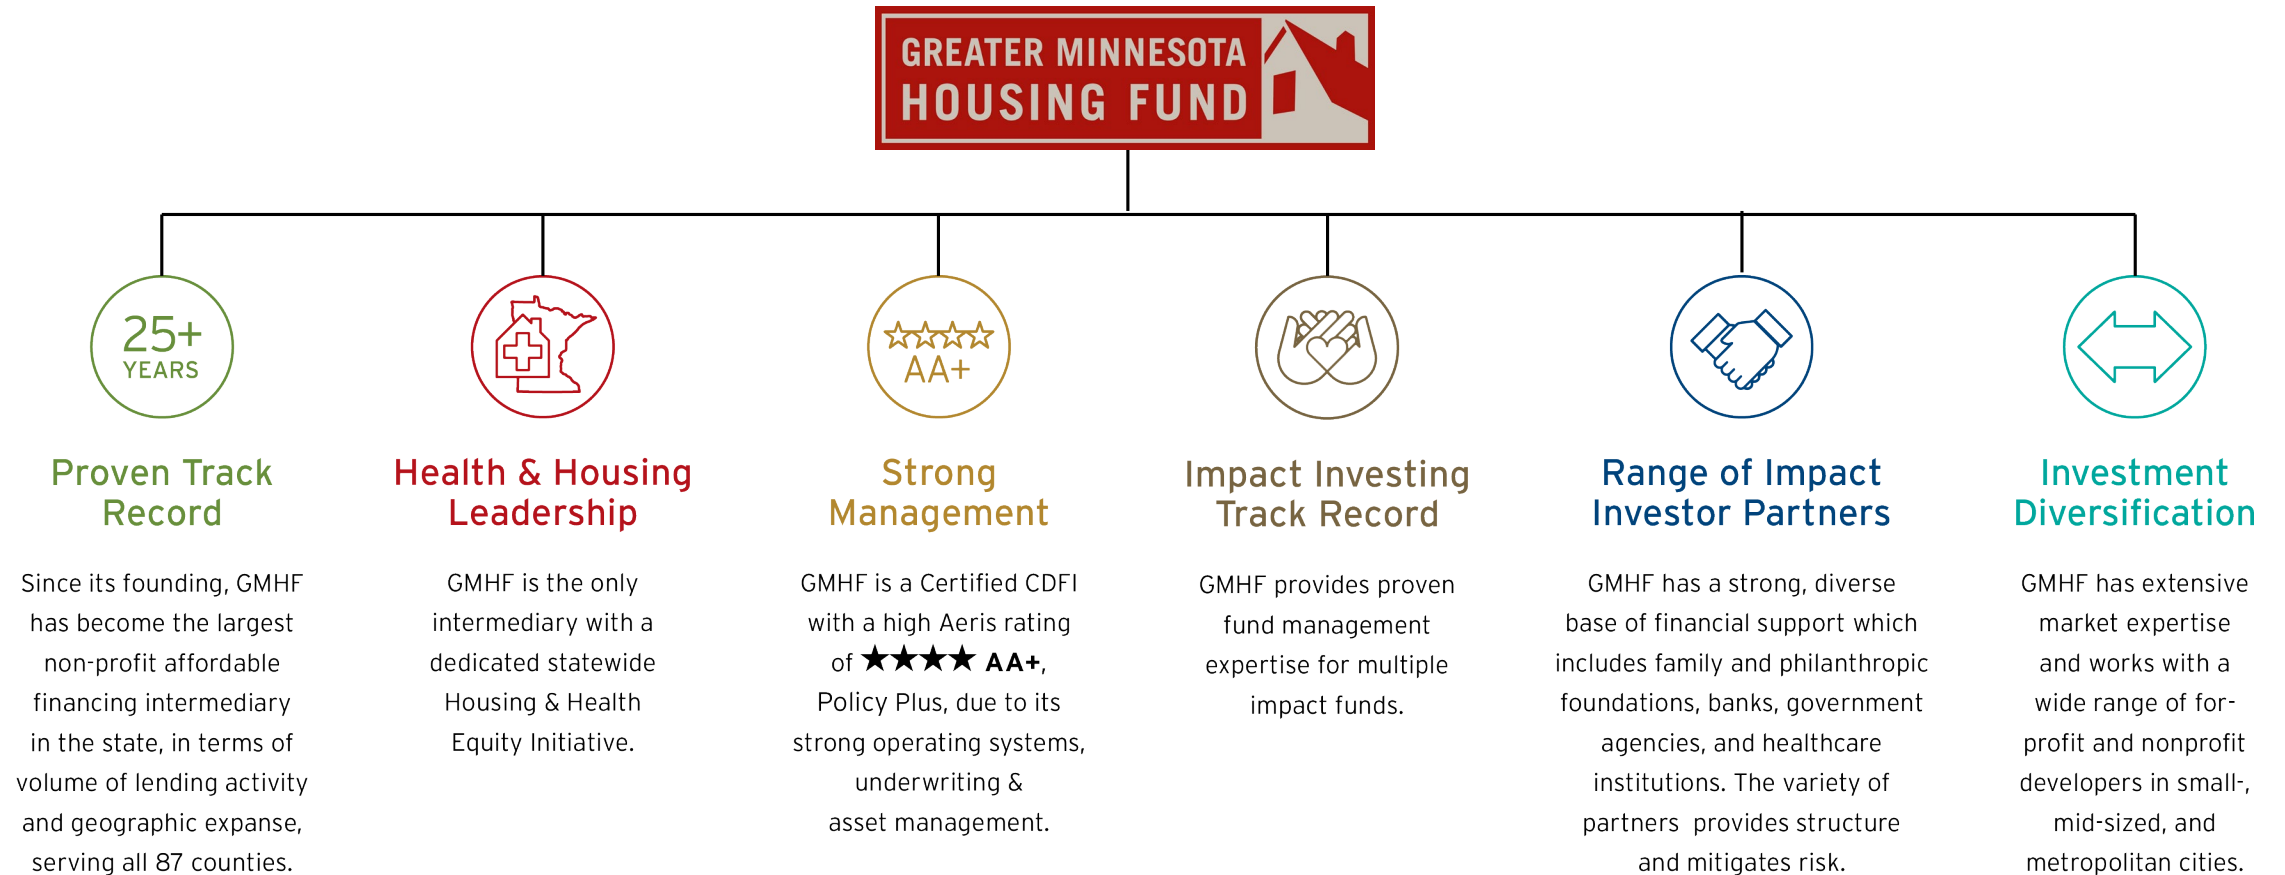 GREATER MINNESOTA
HOUSING FUND
25+
YEARS
Proven Track
Record
Since its founding, GMHF
has become the largest
non-profit affordable
financing intermediary
in the state, in terms of
volume of lending activity
and geographic expanse,
serving all 87 counties.
Health & Housing
Leadership
GMHF is the only
intermediary with a
dedicated statewide
Housing & Health
Equity Initiative.
AA+
Strong
Management
GMHF is a Certified CDFI
with a high Aeris rating
of ★★★★ AA+,
Policy Plus, due to its
strong operating systems,
underwriting &
asset management.
Impact Investing
Track Record
GMHF provides proven
fund management
expertise for multiple
impact funds.
Range of Impact
Investor Partners
GMHF has a strong, diverse
base of financial support which
includes family and philanthropic
foundations, banks, government
agencies, and healthcare
institutions. The variety of
partners provides structure
and mitigates risk.
Investment
Diversification
GMHF has extensive
market expertise
and works with a
wide range of for-
profit and nonprofit
developers in small-,
mid-sized, and
metropolitan cities.